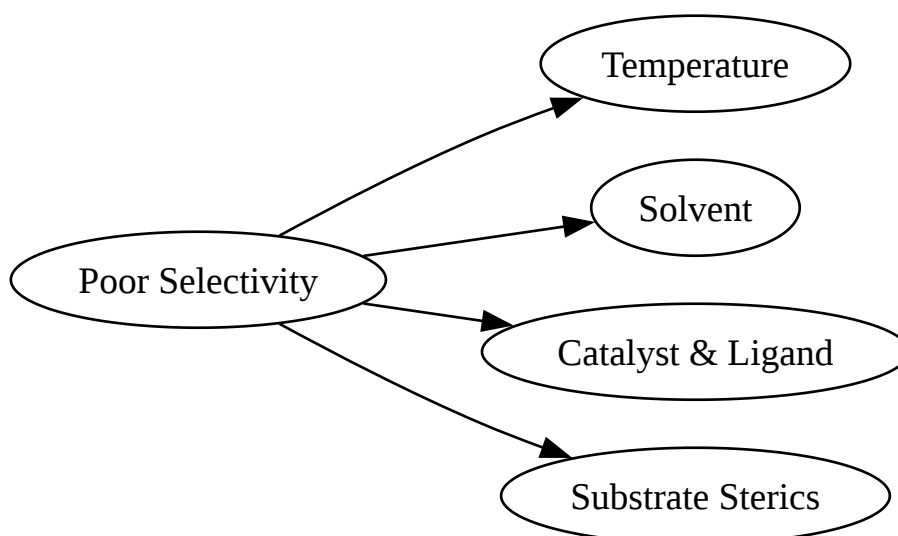 Temperature
Solvent
Poor Selectivity
Catalyst & Ligand
Substrate Sterics